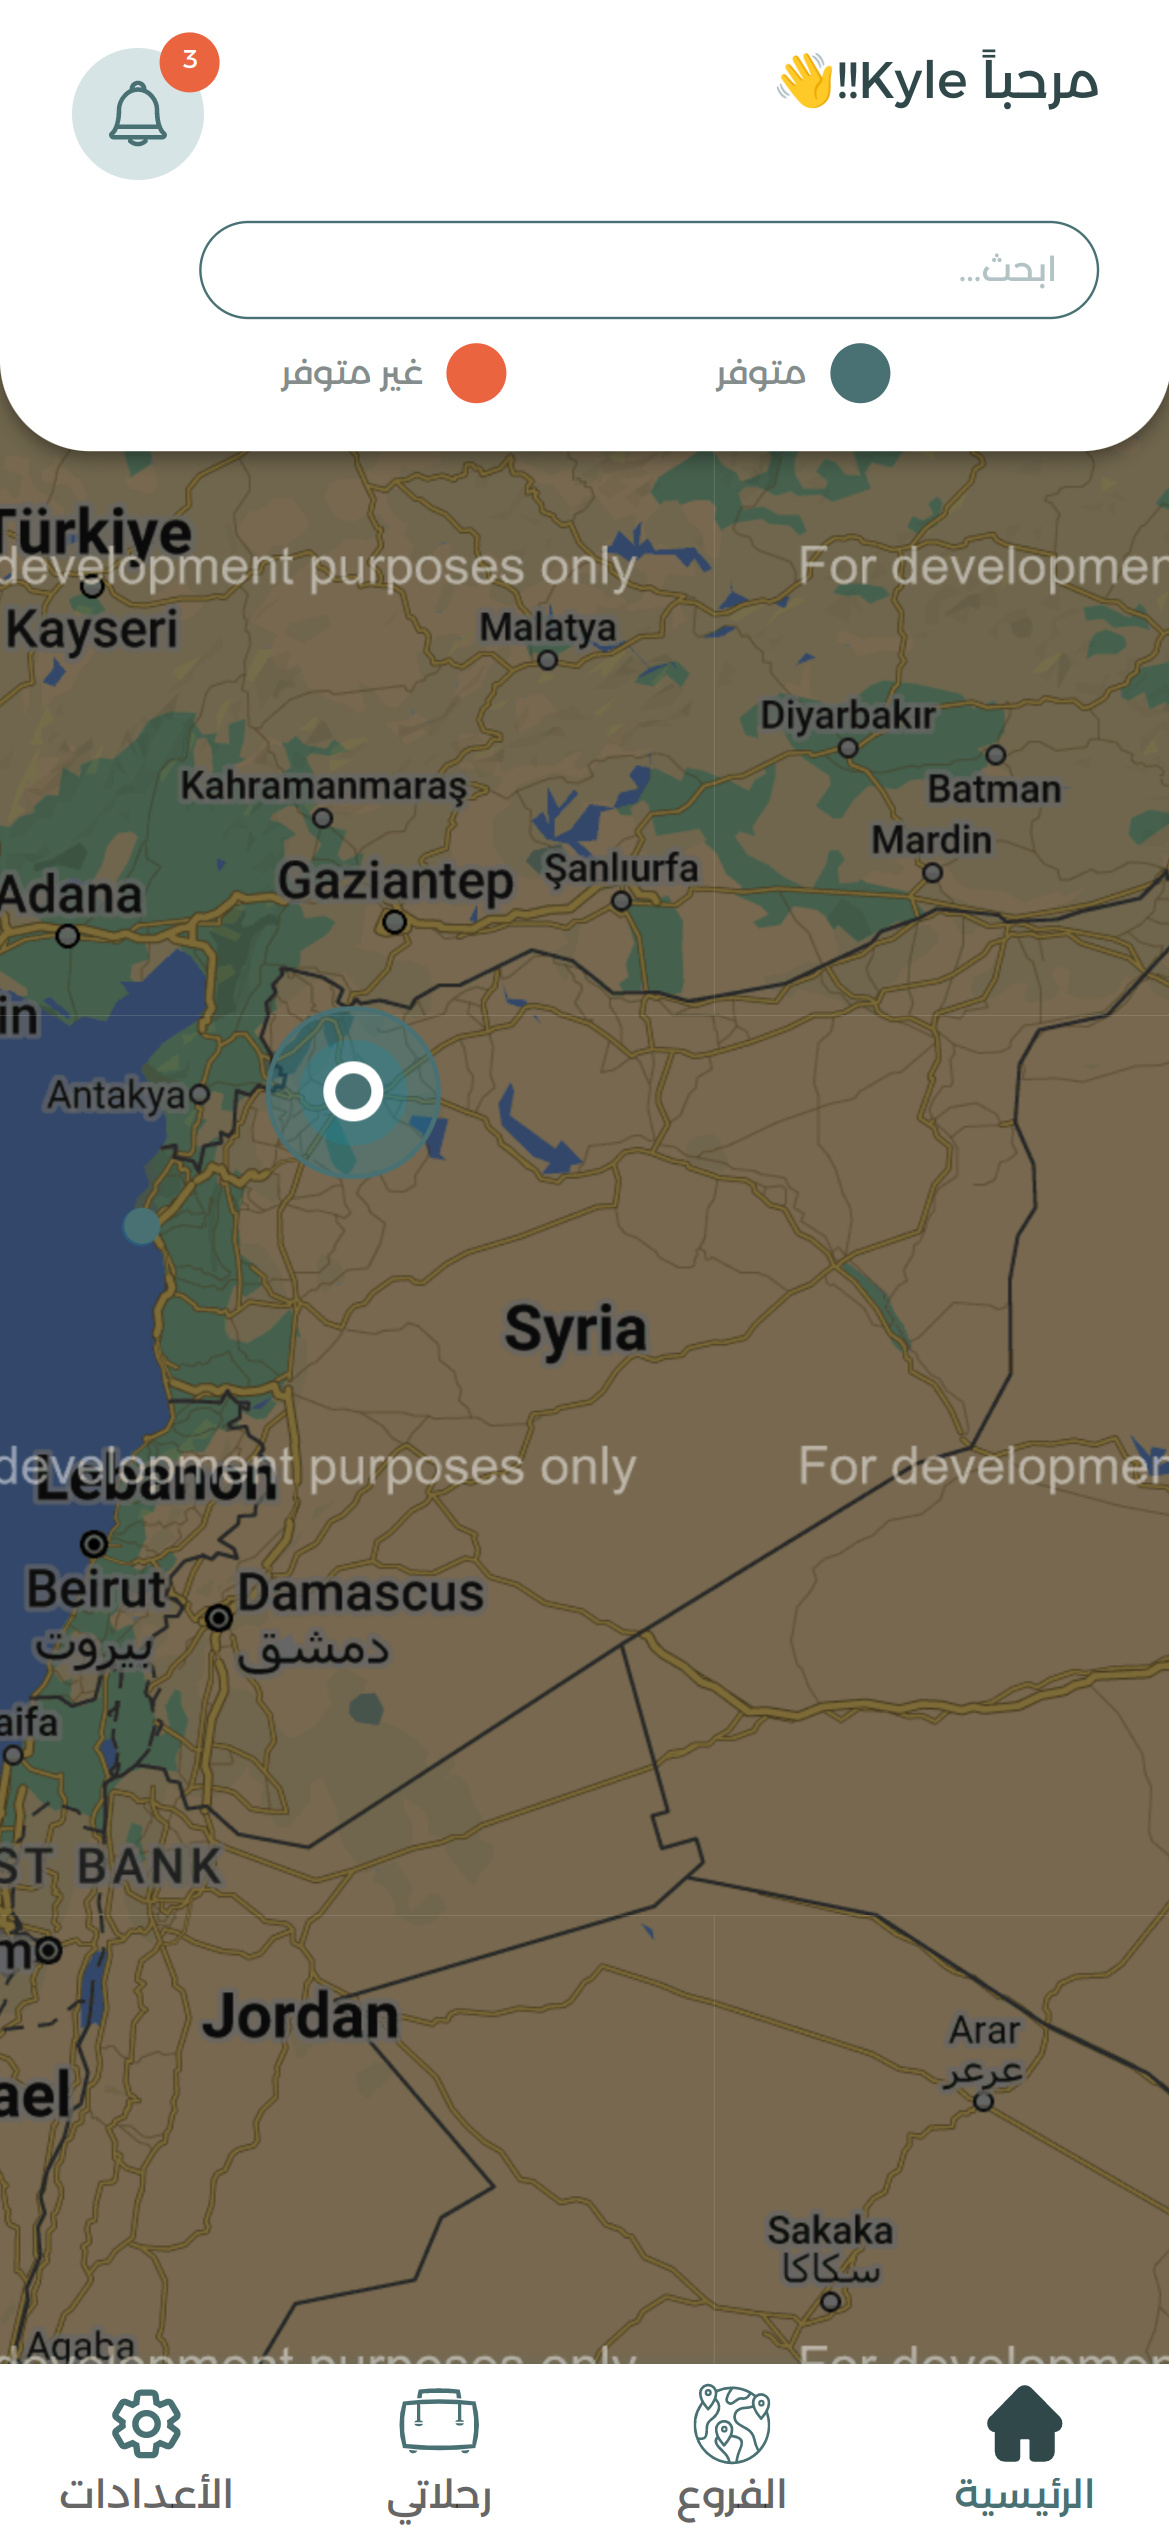 مرحباً Kyle!!👋
3
ابحث...
متوفر
غير متوفر
Türkiye
development purposes only
For developmen
Kayseri
Malatya
Diyarbakır
Batman
Kahramanmaraş
Mardin
Gaziantep
Şanlıurfa
Adana
in
Antakya
Syria
development purposes only
For developmen
Lebanon
Beirut
بيروت
Damascus
دمشق
aifa
ST BANK
m
Jordan
Arar
عرعر
ael
Sakaka
سكاكا
Aqaba
development purposes only
For developmen
الرئيسية
الفروع
رحلاتي
الأعدادات